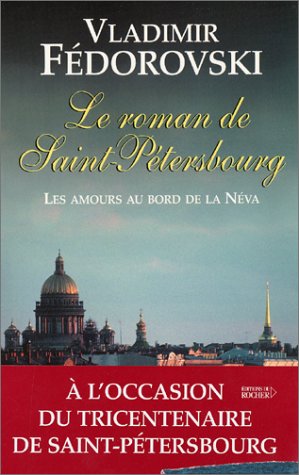 VLADIMIR
FÉDOROVSKI
Le roman de
Saint-Pétersbourg
LES AMOURS AU BORD DE LA NÉVA
ÉDITIONS DU
ROCHER
À L'OCCASION
DU TRICENTENAIRE
DE SAINT-PÉTERSBOURG